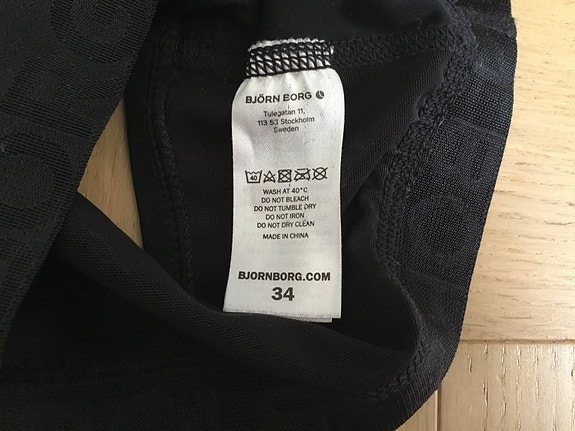 BJÖRN BORG
Tulegatan 11,
113 53 Stockholm
Sweden
40
WASH AT 40°C
DO NOT BLEACH
DO NOT TUMBLE DRY
DO NOT IRON
DO NOT DRY CLEAN
MADE IN CHINA
BJORNBORG.COM
34